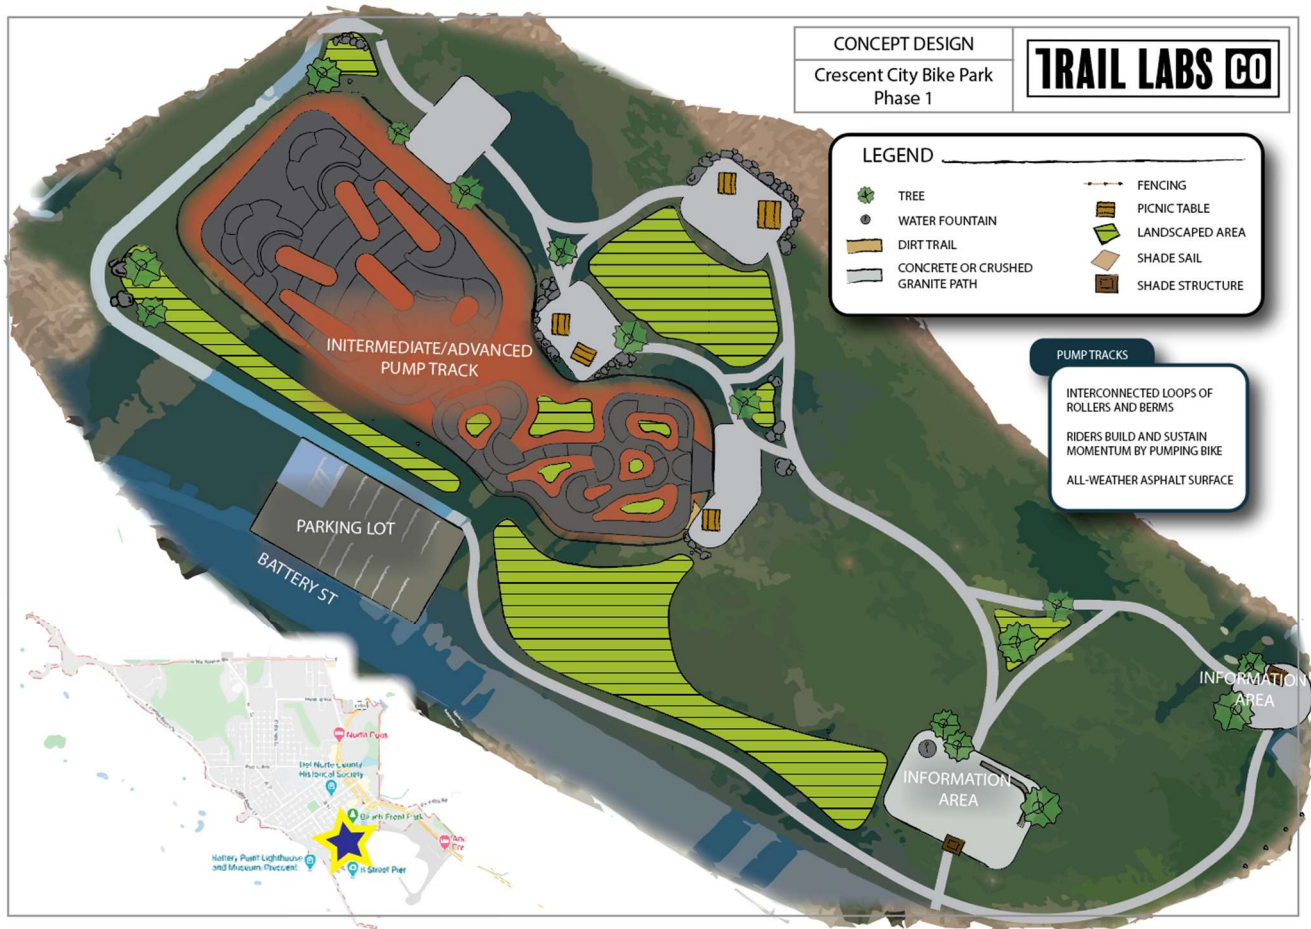 CONCEPT DESIGN
Crescent City Bike Park
Phase 1
TRAIL LABS CO
LEGEND
TREE
WATER FOUNTAIN
DIRT TRAIL
CONCRETE OR CRUSHED
GRANITE PATH
FENCING
PICNIC TABLE
LANDSCAPED AREA
SHADE SAIL
SHADE STRUCTURE
PUMP TRACKS
INTERCONNECTED LOOPS OF
ROLLERS AND BERMS
RIDERS BUILD AND SUSTAIN
MOMENTUM BY PUMPING BIKE
ALL-WEATHER ASPHALT SURFACE
INITERMEDIATE/ADVANCED
PUMP TRACK
PARKING LOT
BATTERY ST
INFORMATION
AREA
INFORMATION
AREA
Del Norte County
Historical Society
Beach Front Park
Battery Point Lighthouse
and Museum Crescent
B Street Pier